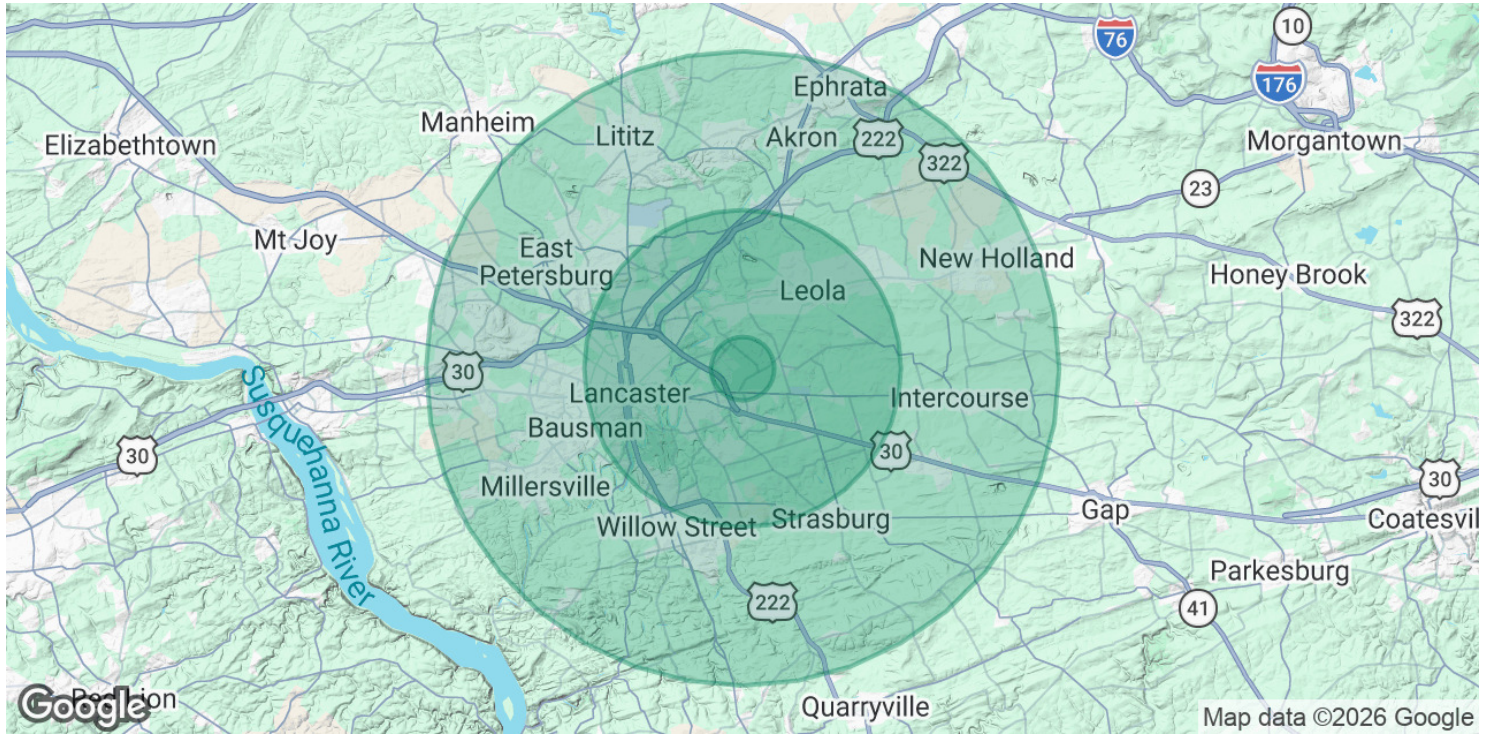 10
76
176
Ephrata
Manheim
Lititz
Akron
222
Elizabethtown
Morgantown
322
23
Mt Joy
East
Petersburg
New Holland
Leola
Honey Brook
322
30
Susquehanna River
Lancaster
Intercourse
Bausman
30
30
30
Millersville
Gap
Willow Street
Strasburg
Coatesvil
Parkesburg
222
41
Red Lion
Google
Quarryville
Map data ©2026 Google